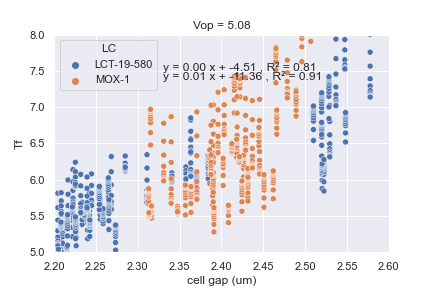 Vop = 5.08
LC
LCT-19-580
MOX-1
y = 0.00 x + -4.51 , R² = 0.81
y = 0.01 x + -11.36 , R² = 0.91
8.0
7.5
7.0
6.5
6.0
5.5
5.0
Tf
2.20 2.25 2.30 2.35 2.40 2.45 2.50 2.55 2.60
cell gap (um)